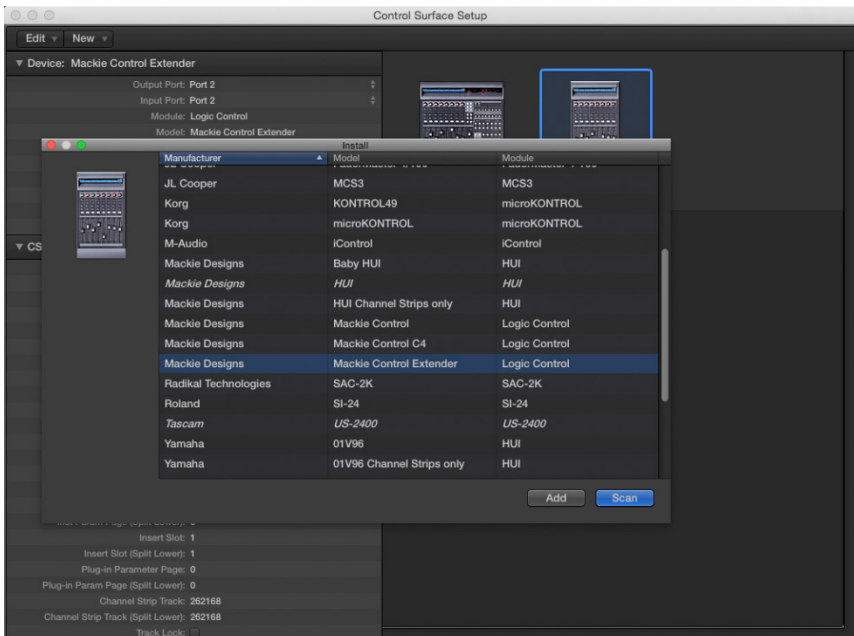 Control Surface Setup
Edit New
Device: Mackie Control Extender
Output Port: Port 2
Input Port: Port 2
Module: Logic Control
Model: Mackie Control Extender
Install
Manufacturer Model Module
JL Cooper MCS3 MCS3
Korg KONTROL49 microKONTROL
Korg microKONTROL microKONTROL
M-Audio iControl iControl
Mackie Designs Baby HUI HUI
Mackie Designs HUI HUI
Mackie Designs HUI Channel Strips only HUI
Mackie Designs Mackie Control Logic Control
Mackie Designs Mackie Control C4 Logic Control
Mackie Designs Mackie Control Extender Logic Control
Radikal Technologies SAC-2K SAC-2K
Roland SI-24 SI-24
Tascam US-2400 US-2400
Yamaha 01V96 HUI
Yamaha 01V96 Channel Strips only HUI
Add Scan
CS
Insert Slot: 1
Insert Slot (Split Lower): 1
Plug-in Parameter Page: 0
Plug-in Param Page (Split Lower): 0
Channel Strip Track: 262168
Channel Strip Track (Split Lower): 262168
Track Lock: